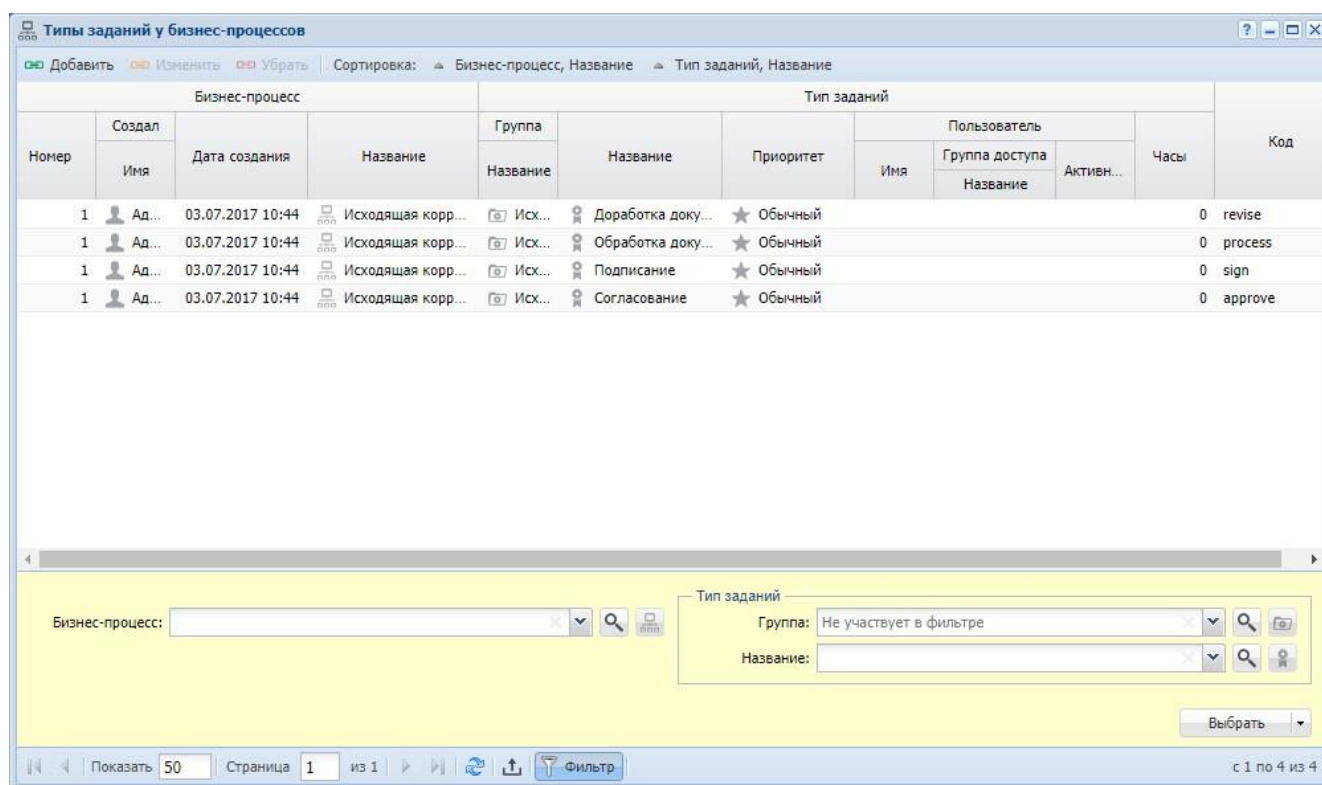 Типы заданий у бизнес-процессов
Добавить Изменить Убрать Сортировка: Бизнес-процесс, Название Тип заданий, Название
Бизнес-процесс Тип заданий
Номер Создал Дата создания Название Группа Название Приоритет Пользователь Часы Код
Имя Название Имя Группа доступа Активн...
Название
1 Ад... 03.07.2017 10:44 Исходящая корр... Исх... Доработка доку... Обычный 0 revise
1 Ад... 03.07.2017 10:44 Исходящая корр... Исх... Обработка доку... Обычный 0 process
1 Ад... 03.07.2017 10:44 Исходящая корр... Исх... Подписание Обычный 0 sign
1 Ад... 03.07.2017 10:44 Исходящая корр... Исх... Согласование Обычный 0 approve
Тип заданий
Бизнес-процесс: Группа: Не участвует в фильтре
Название:
Выбрать
Показать 50 Страница 1 из 1 Фильтр с 1 по 4 из 4